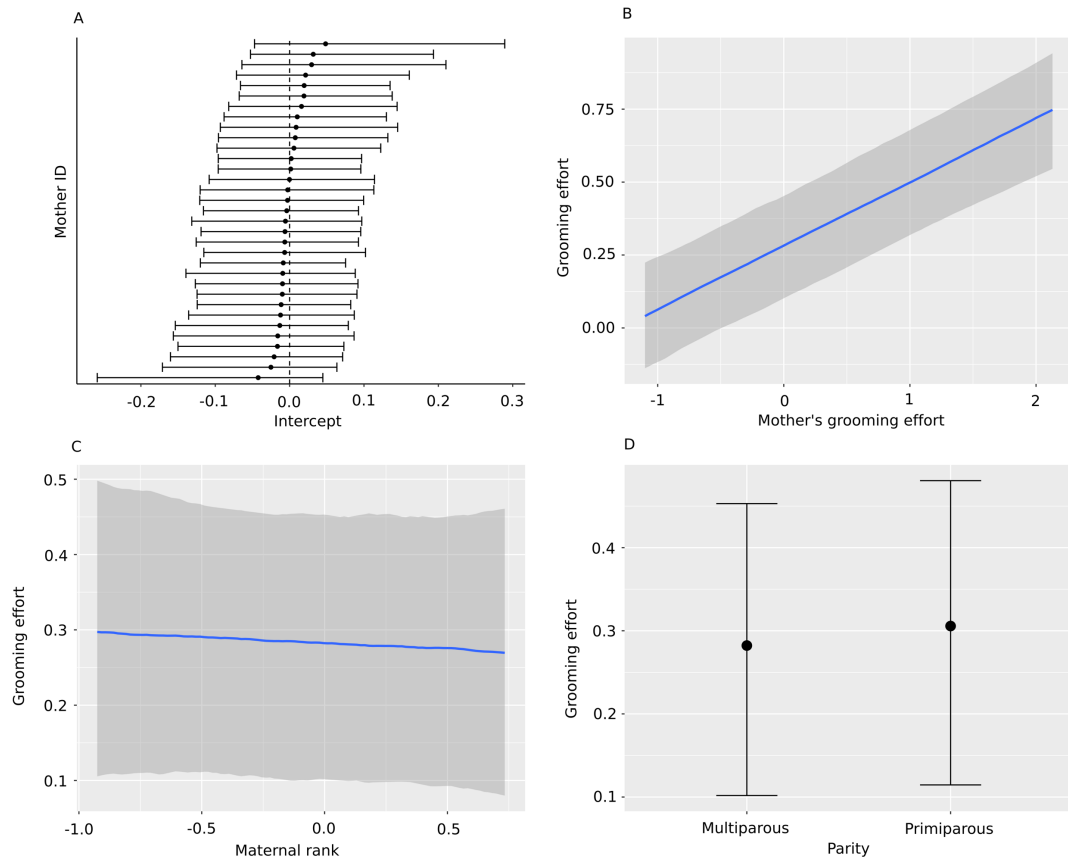 A
Mother ID
-0.2 -0.1 0.0 0.1 0.2 0.3
Intercept
B
Grooming effort
0.75
0.50
0.25
0.00
-1 0 1 2
Mother's grooming effort
C
Grooming effort
0.5
0.4
0.3
0.2
0.1
-1.0 -0.5 0.0 0.5
Maternal rank
D
Grooming effort
0.4
0.3
0.2
0.1
Multiparous Primiparous
Parity